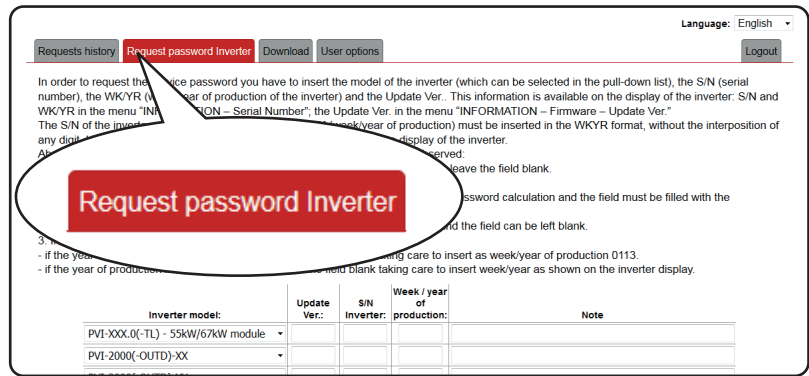 Language: English
Requests history Request password Inverter Download User options Logout
In order to request the vice password you have to insert the model of the inverter (which can be selected in the pull-down list), the S/N (serial
number), the WK/YR (w ear of production of the inverter) and the Update Ver.. This information is available on the display of the inverter: S/N and
WK/YR in the menu "INF TION – Serial Number"; the Update Ver. in the menu "INFORMATION – Firmware – Update Ver."
The S/N of the inverte (week/year of production) must be inserted in the WKYR format, without the interposition of
any digit display of the inverter.
served:
leave the field blank.
Request password Inverter
ssword calculation and the field must be filled with the
nd the field can be left blank.
3.
- if the yea ing care to insert as week/year of production 0113.
- if the year of product field blank taking care to insert week/year as shown on the inverter display.
Inverter model: Update Ver.: S/N Inverter: Week / year of production: Note
PVI-XXX.0(-TL) - 55kW/67kW module
PVI-2000(-OUTD)-XX